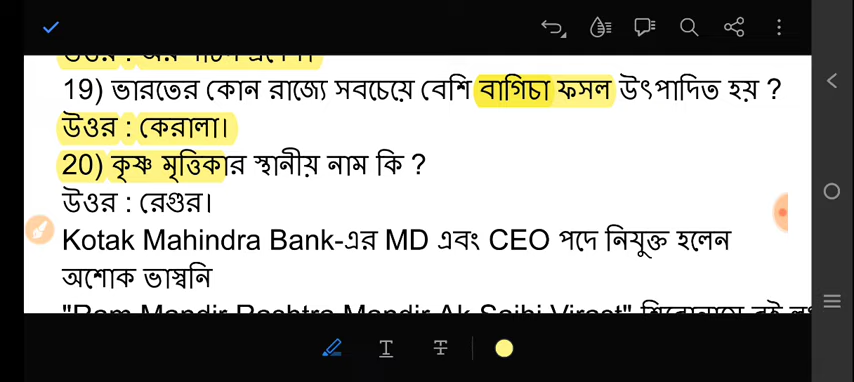 19) ভারতের কোন রাজ্যে সবচেয়ে বেশি বাগিচা ফসল উৎপাদিত হয় ?
উওর : কেরালা।
20) কৃষ্ণ মৃত্তিকার স্থানীয় নাম কি ?
উওর : রেগুর।
Kotak Mahindra Bank-এর MD এবং CEO পদে নিযুক্ত হলেন
অশোক ভাস্বনি